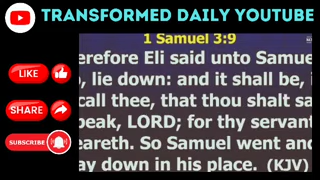 TRANSFORMED DAILY YOUTUBE
1 Samuel 3:9
erefore Eli said unto Samue
, lie down: and it shall be, i
call thee, that thou shalt sa
peak, LORD; for thy servan
eareth. So Samuel went an
ay down in his place. (KJV)
LIKE
SHARE
SUBSCRIBE